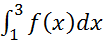 ∫₁³ f(x)dx